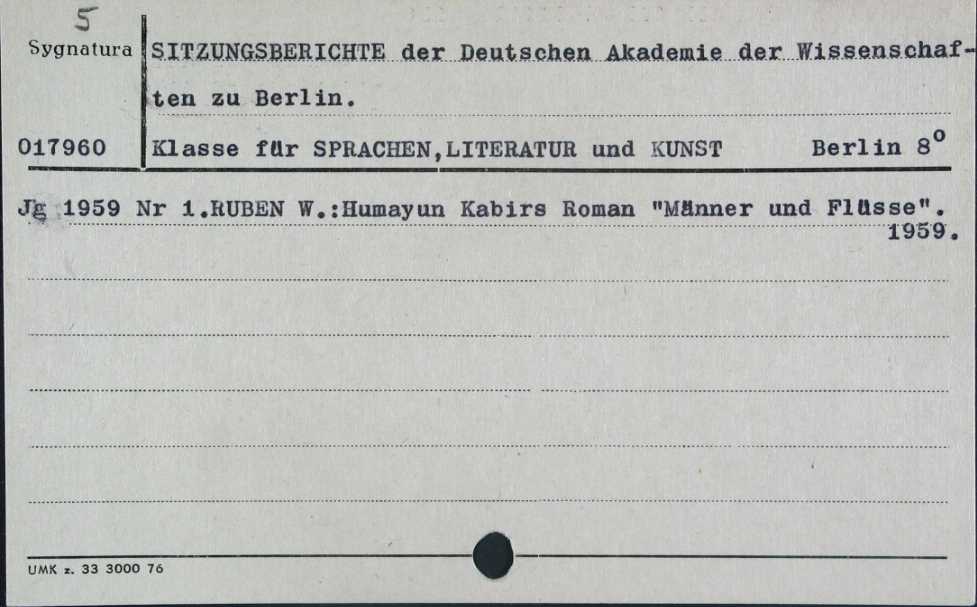 5
Sygnatura SITZUNGSBERICHTE der Deutschen Akademie der Wissenschaf-
ten zu Berlin.
017960 Klasse für SPRACHEN,LITERATUR und KUNST Berlin 8º
Jg 1959 Nr 1.RUBEN W.:Humayun Kabirs Roman "Männer und Flüsse".
1959.
UMK z. 33 3000 76